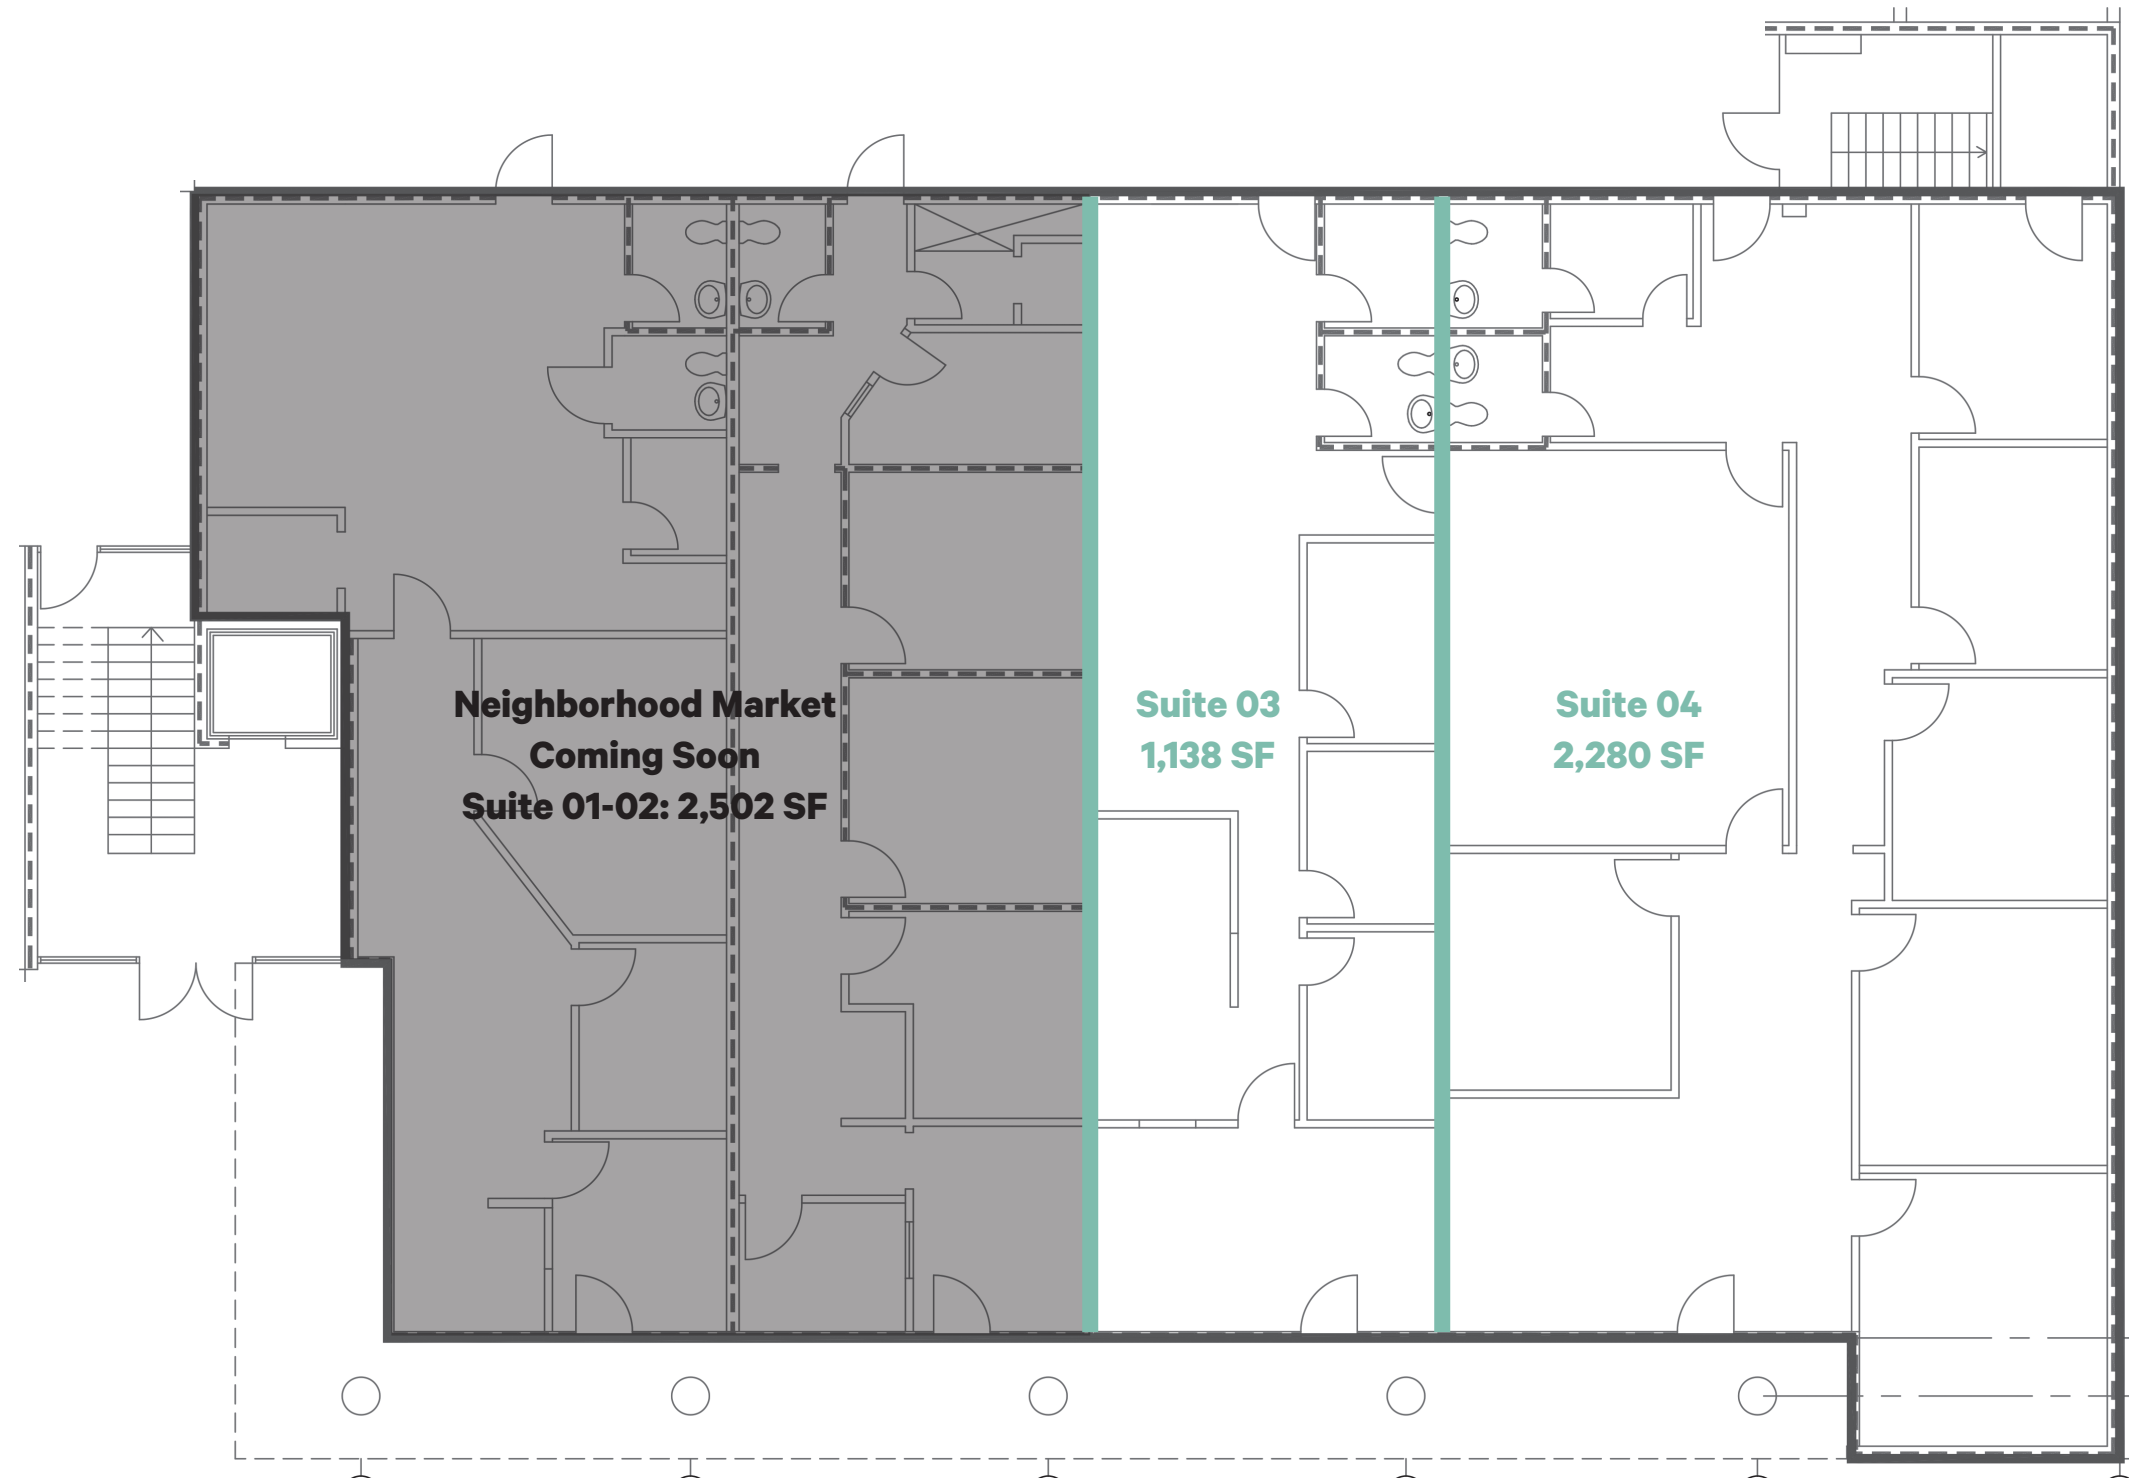 Neighborhood Market
Coming Soon
Suite 01-02: 2,502 SF
Suite 03
1,138 SF
Suite 04
2,280 SF